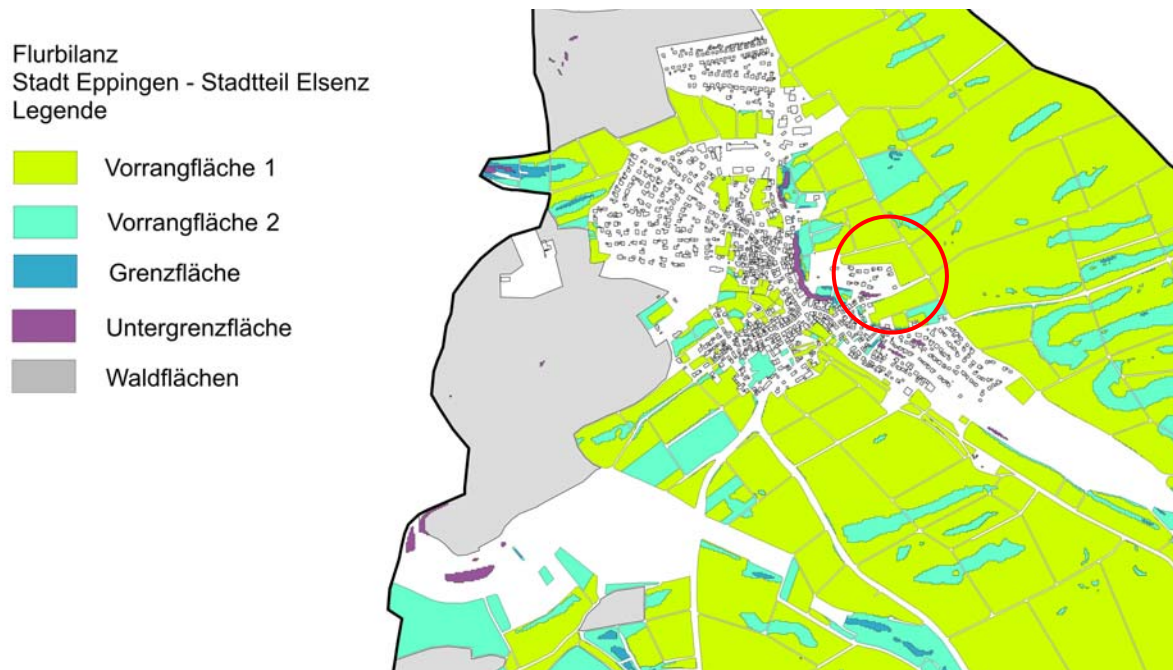 Flurbilanz
Stadt Eppingen - Stadtteil Elsenz
Legende
Vorrangfläche 1
Vorrangfläche 2
Grenzfläche
Untergrenzfläche
Waldflächen